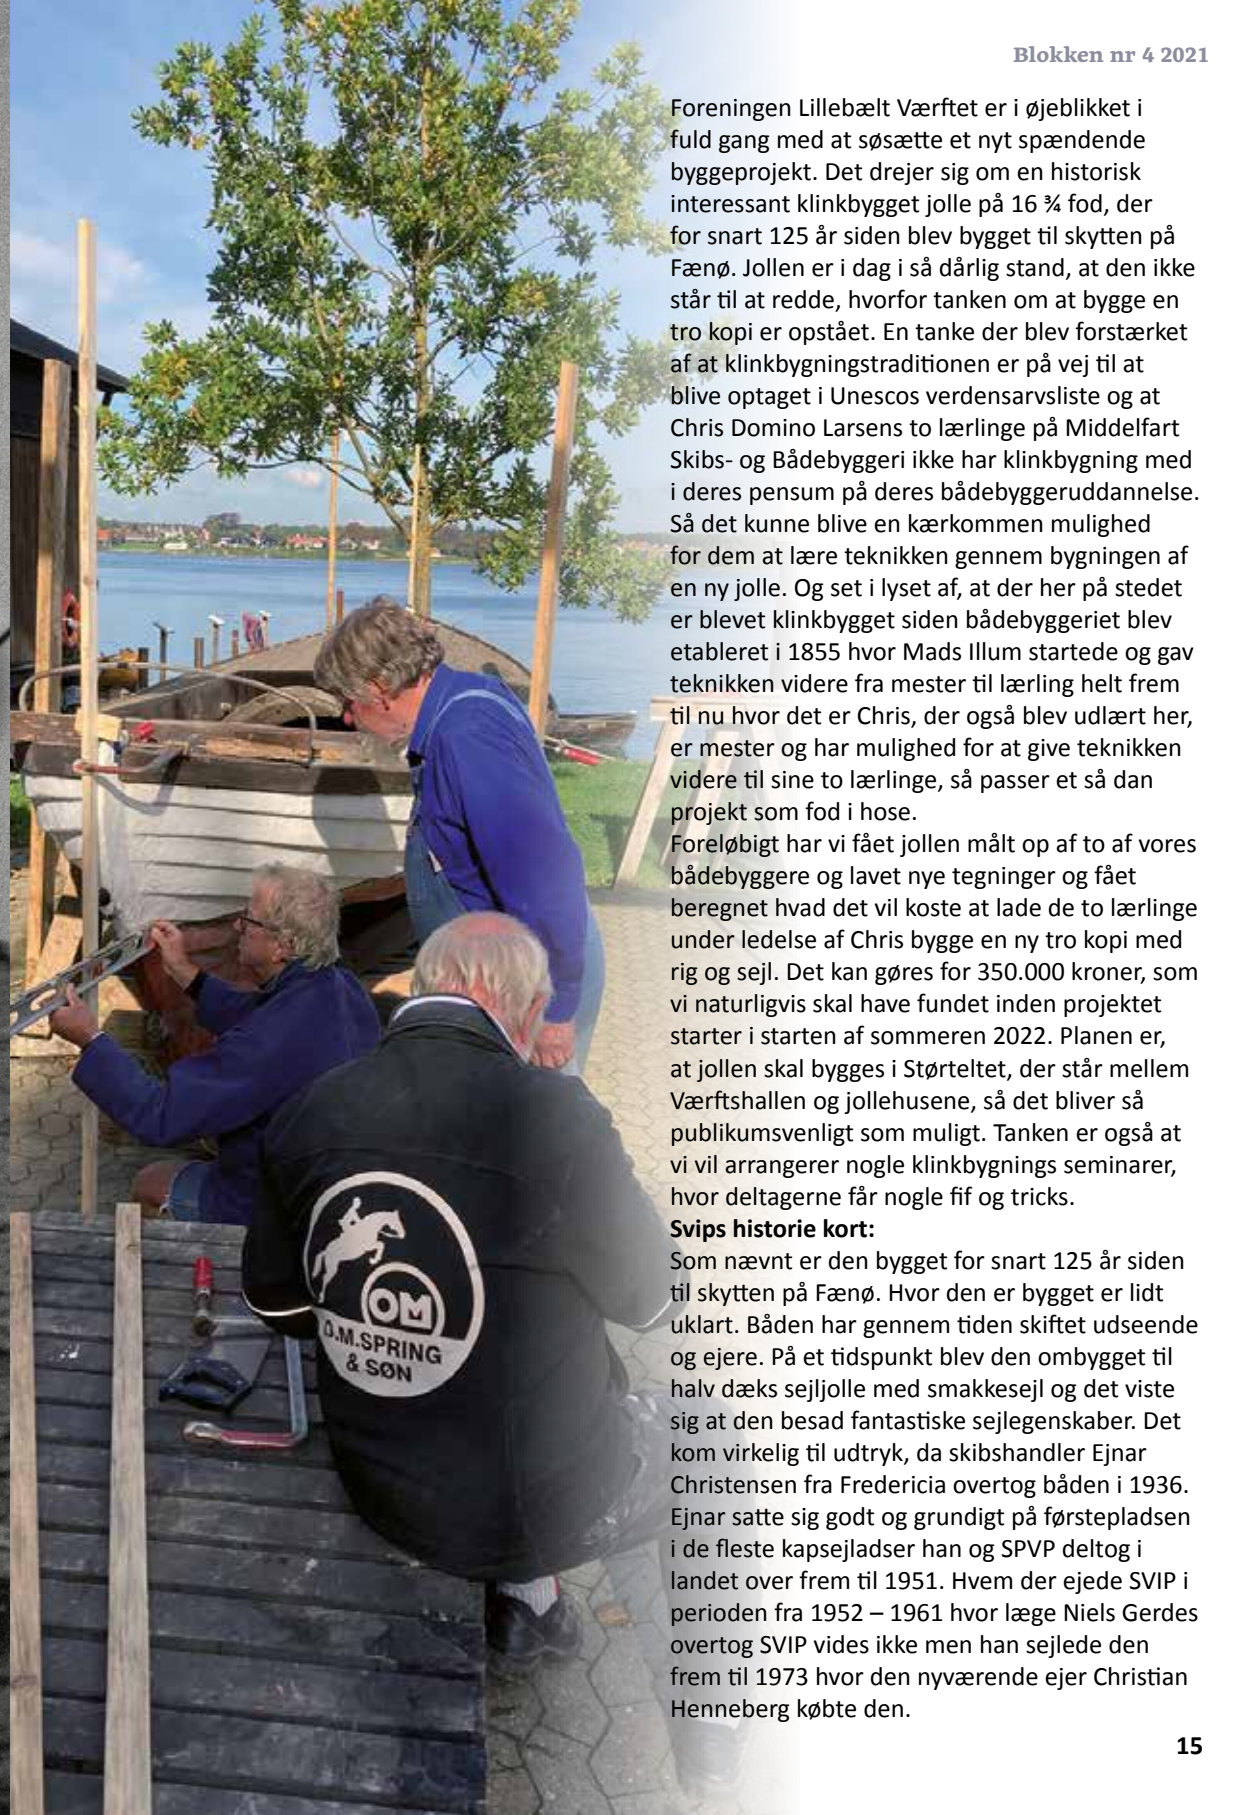 Blokken nr 4 2021
Foreningen Lillebælt Værftet er i øjeblikket i
fuld gang med at søsætte et nyt spændende
byggeprojekt. Det drejer sig om en historisk
interessant klinkbygget jolle på 16 ¾ fod, der
for snart 125 år siden blev bygget til skytten på
Fænø. Jollen er i dag i så dårlig stand, at den ikke
står til at redde, hvorfor tanken om at bygge en
tro kopi er opstået. En tanke der blev forstærket
af at klinkbygningstraditionen er på vej til at
blive optaget i Unescos verdensarvsliste og at
Chris Domino Larsens to lærlinge på Middelfart
Skibs- og Bådebyggeri ikke har klinkbygning med
i deres pensum på deres bådebyggeruddannelse.
Så det kunne blive en kærkommen mulighed
for dem at lære teknikken gennem bygningen af
en ny jolle. Og set i lyset af, at der her på stedet
er blevet klinkbygget siden bådebyggeriet blev
etableret i 1855 hvor Mads Illum startede og gav
teknikken videre fra mester til lærling helt frem
til nu hvor det er Chris, der også blev udlært her,
er mester og har mulighed for at give teknikken
videre til sine to lærlinge, så passer et så dan
projekt som fod i hose.
Foreløbigt har vi fået jollen målt op af to af vores
bådebyggere og lavet nye tegninger og fået
beregnet hvad det vil koste at lade de to lærlinge
under ledelse af Chris bygge en ny tro kopi med
rig og sejl. Det kan gøres for 350.000 kroner, som
vi naturligvis skal have fundet inden projektet
starter i starten af sommeren 2022. Planen er,
at jollen skal bygges i Størteltet, der står mellem
Værftshallen og jollehusene, så det bliver så
publikumsvenligt som muligt. Tanken er også at
vi vil arrangerer nogle klinkbygnings seminarer,
hvor deltagerne får nogle fif og tricks.
Svips historie kort:
Som nævnt er den bygget for snart 125 år siden
til skytten på Fænø. Hvor den er bygget er lidt
uklart. Båden har gennem tiden skiftet udseende
og ejere. På et tidspunkt blev den ombygget til
halv dæks sejljolle med smakkesejl og det viste
sig at den besad fantastiske sejlegenskaber. Det
kom virkelig til udtryk, da skibshandler Ejnar
Christensen fra Fredericia overtog båden i 1936.
Ejnar satte sig godt og grundigt på førstepladsen
i de fleste kapsejladser han og SPVP deltog i
landet over frem til 1951. Hvem der ejede SVIP i
perioden fra 1952 – 1961 hvor læge Niels Gerdes
overtog SVIP vides ikke men han sejlede den
frem til 1973 hvor den nyværende ejer Christian
Henneberg købte den.
OM
O.M.SPRING
& SØN
15